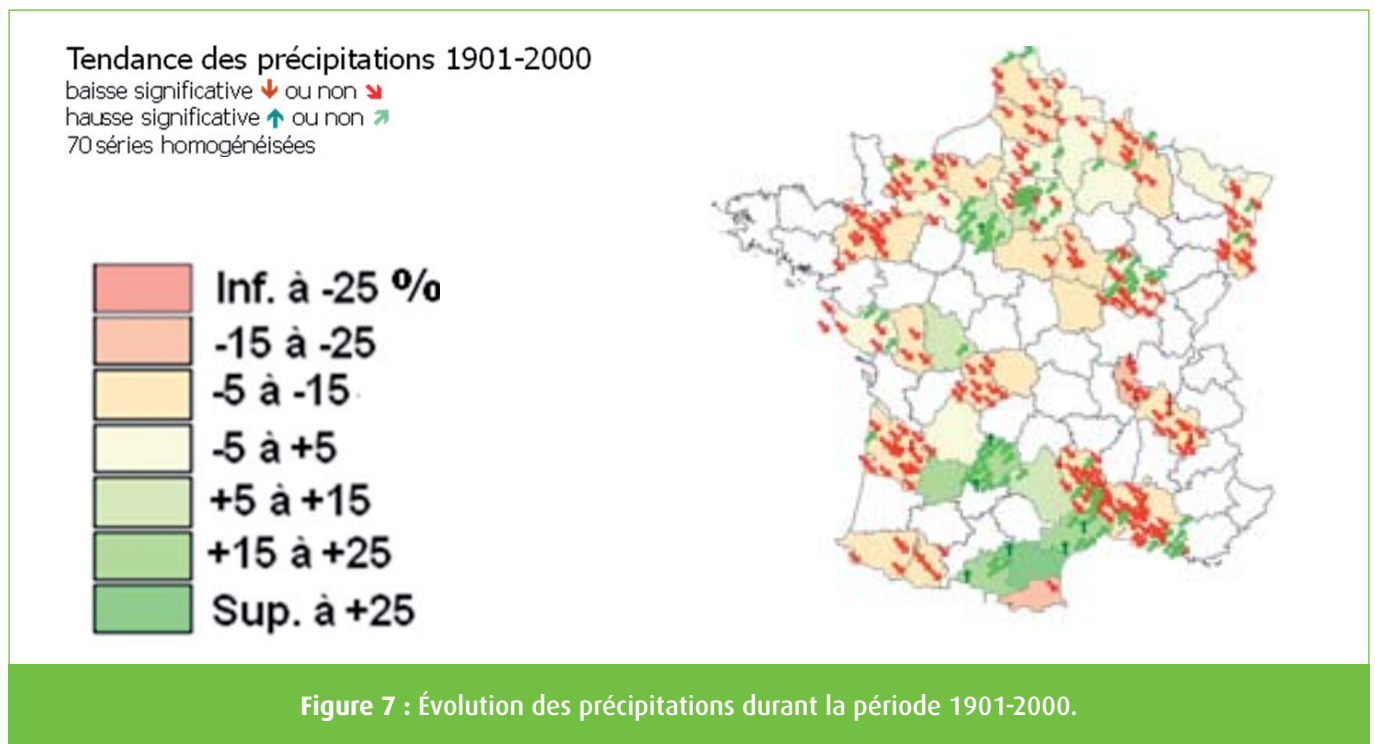 Tendance des précipitations 1901-2000
baisse significative ↓ ou non ↘
hausse significative ↑ ou non ↗
70 séries homogénéisées
Inf. à -25 %
-15 à -25
-5 à -15
-5 à +5
+5 à +15
+15 à +25
Sup. à +25
Figure 7 : Évolution des précipitations durant la période 1901-2000.